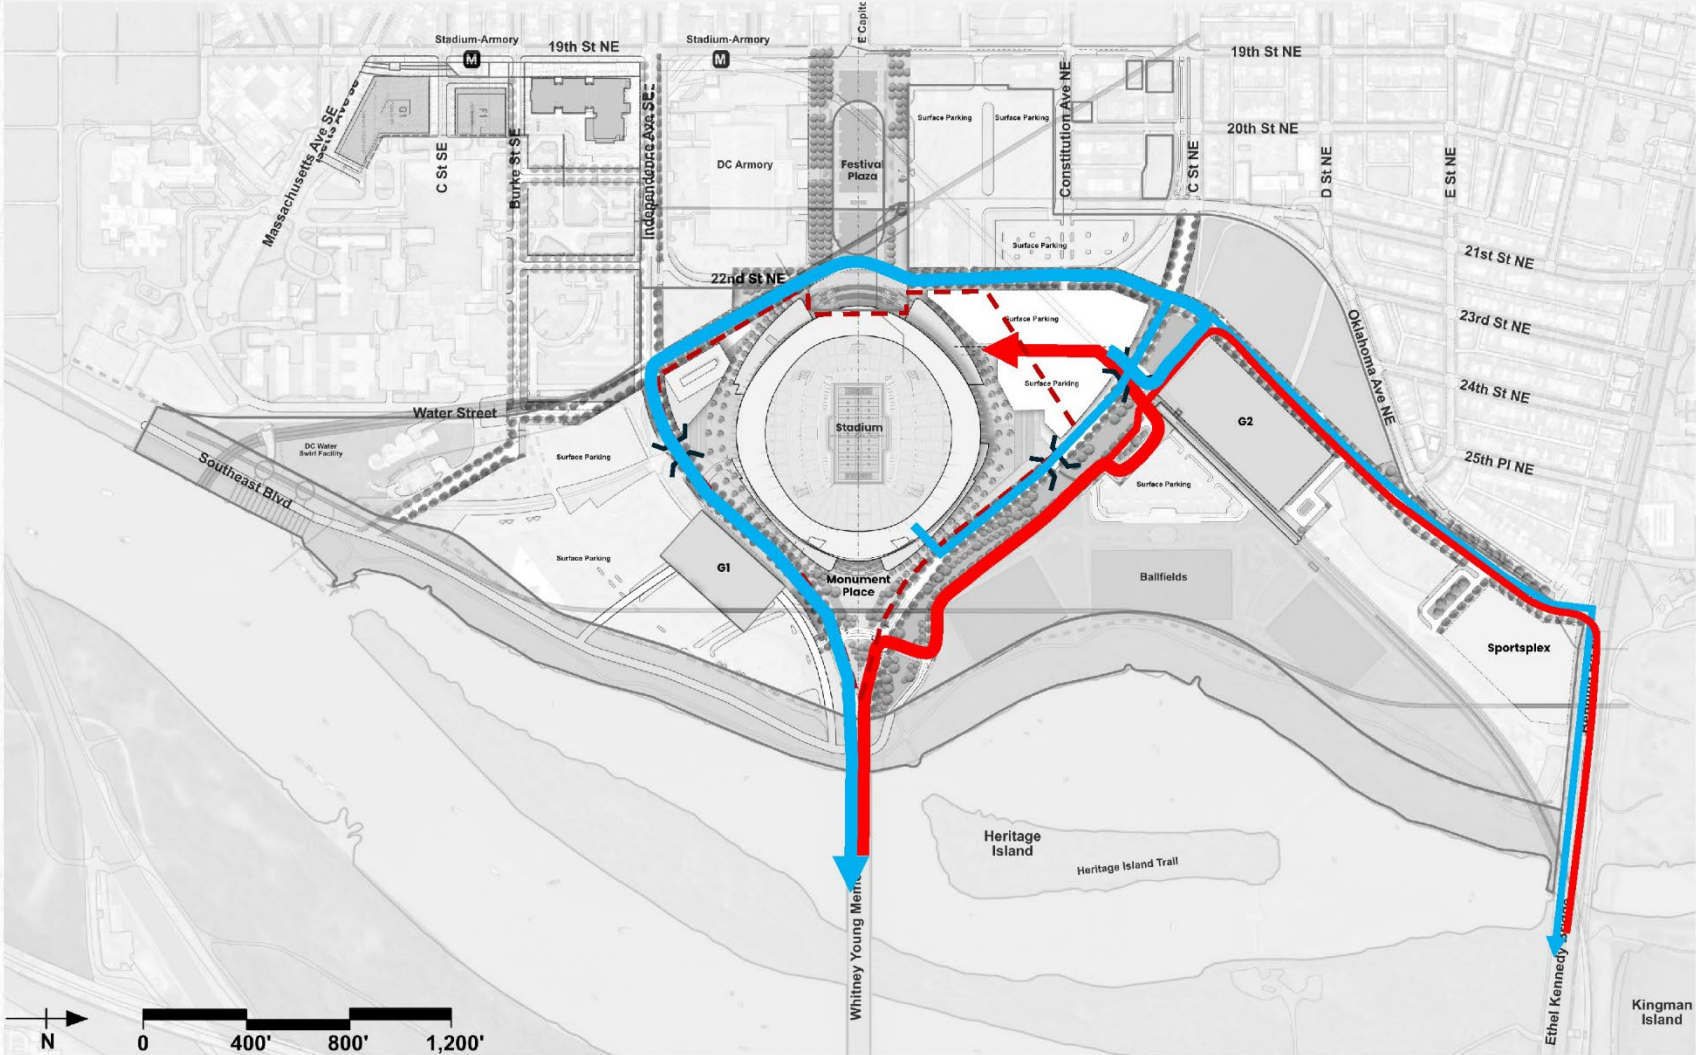 Stadium-Armory
M
19th St NE
Stadium-Armory
M
E Capito
19th St NE
Massachusetts Ave SE
G1
F1
C St SE
Burke St SE
Independence Ave SE
DC Armory
Festival
Plaza
Surface Parking
Surface Parking
Constitution Ave NE
20th St NE
C St NE
D St NE
E St NE
Surface Parking
21st St NE
22nd St NE
Surface Parking
23rd St NE
Oklahoma Ave NE
Surface Parking
24th St NE
Water Street
Stadium
G2
25th Pl NE
DC Water
Swirl Facility
Southeast Blvd
Surface Parking
Surface Parking
Surface Parking
G1
Monument
Place
Ballfields
Sportsplex
Heritage
Island
Heritage Island Trail
Whitney Young Mem
Ethel Kennedy
Kingman
Island
N
0
400'
800'
1,200'